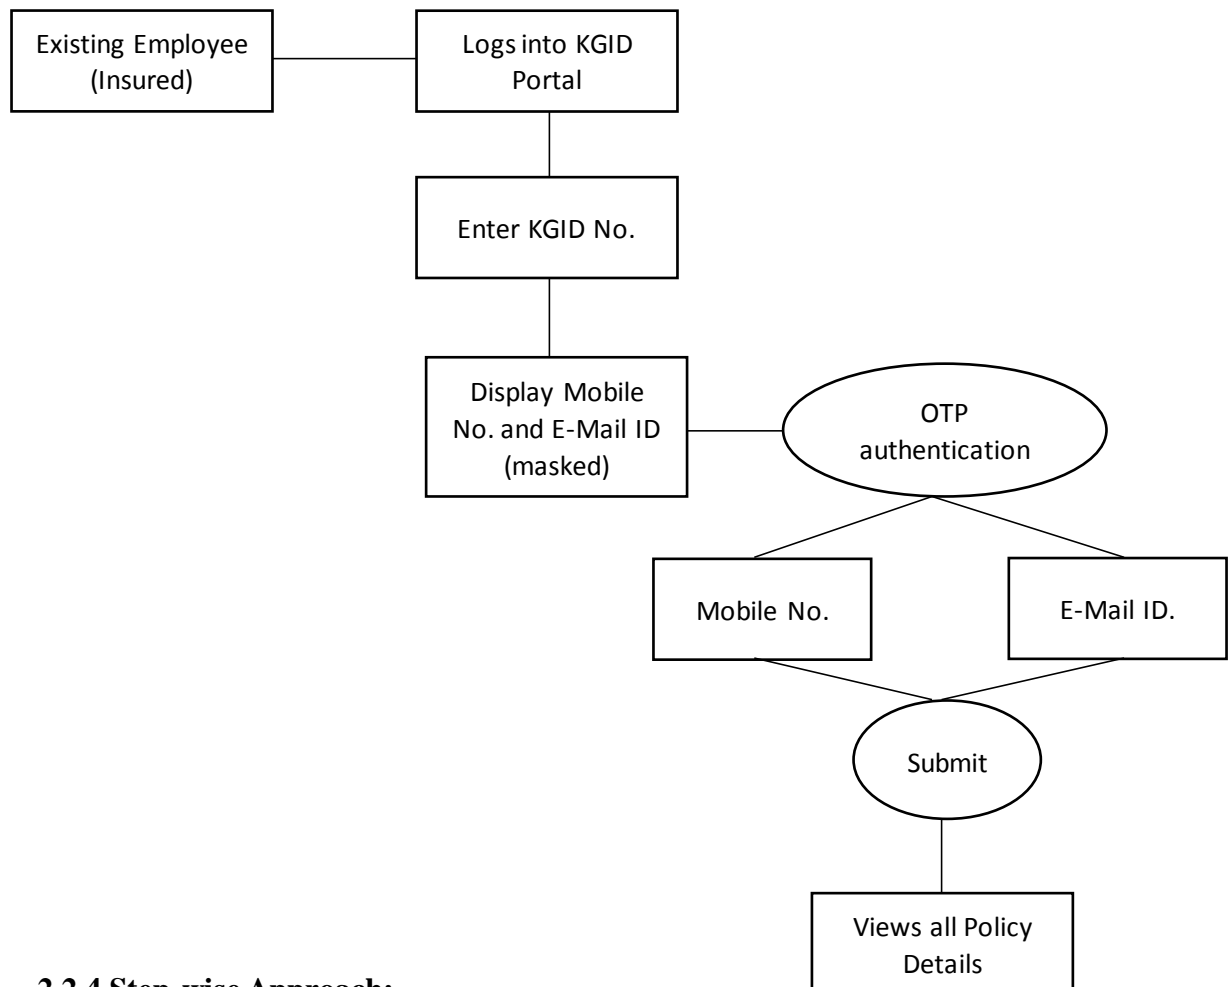 Existing Employee
(Insured)
Logs into KGID
Portal
Enter KGID No.
Display Mobile
No. and E-Mail ID
(masked)
OTP
authentication
Mobile No.
E-Mail ID.
Submit
Views all Policy
Details
2.2.4 Step-wise Approach: